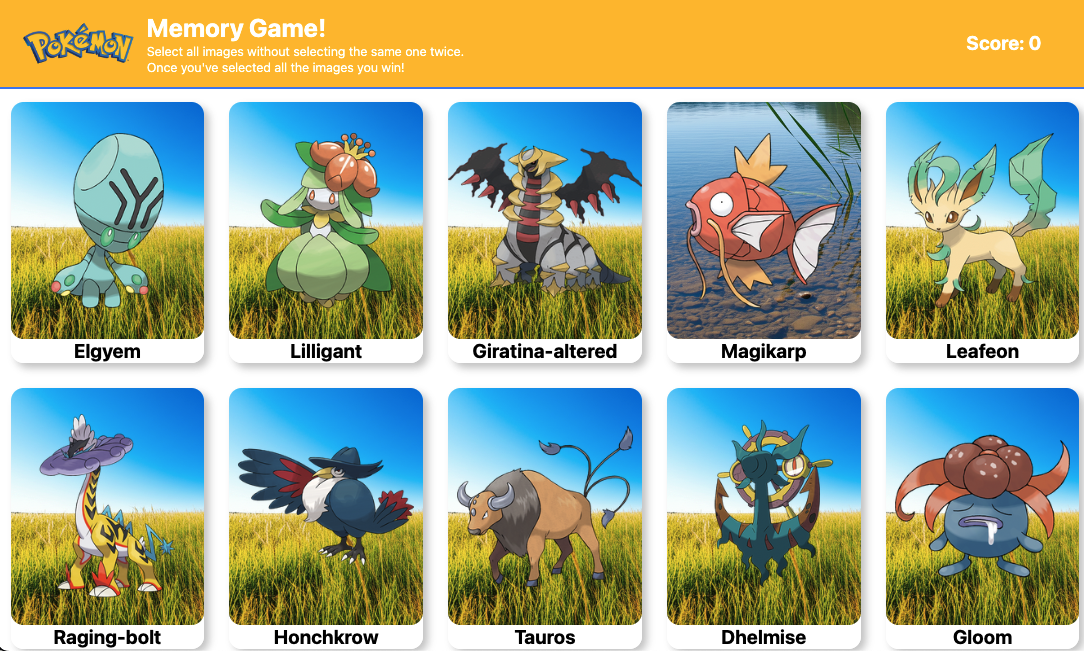 POKéMON
Memory Game!
Select all images without selecting the same one twice.
Once you've selected all the images you win!
Score: 0
Elgyem
Lilligant
Giratina-altered
Magikarp
Leafeon
Raging-bolt
Honchkrow
Tauros
Dhelmise
Gloom